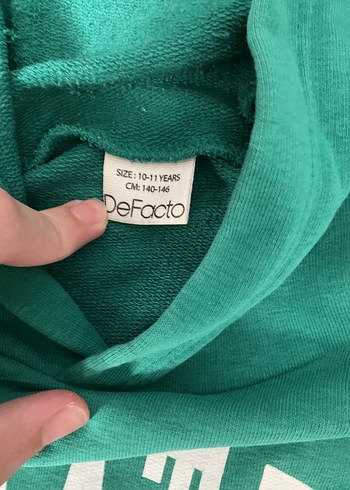 SIZE : 10-11 YEARS
CM: 140-146
DeFacto